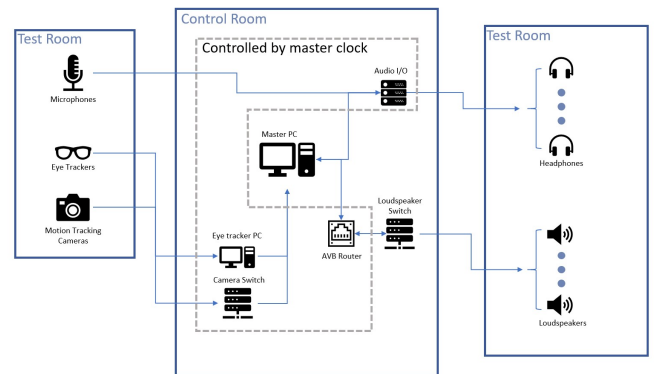 Test Room
Microphones
Eye Trackers
Motion Tracking
Cameras
Control Room
Controlled by master clock
Audio I/O
Master PC
Loudspeaker
Switch
Eye tracker PC
AVB Router
Camera Switch
Test Room
Headphones
Loudspeakers